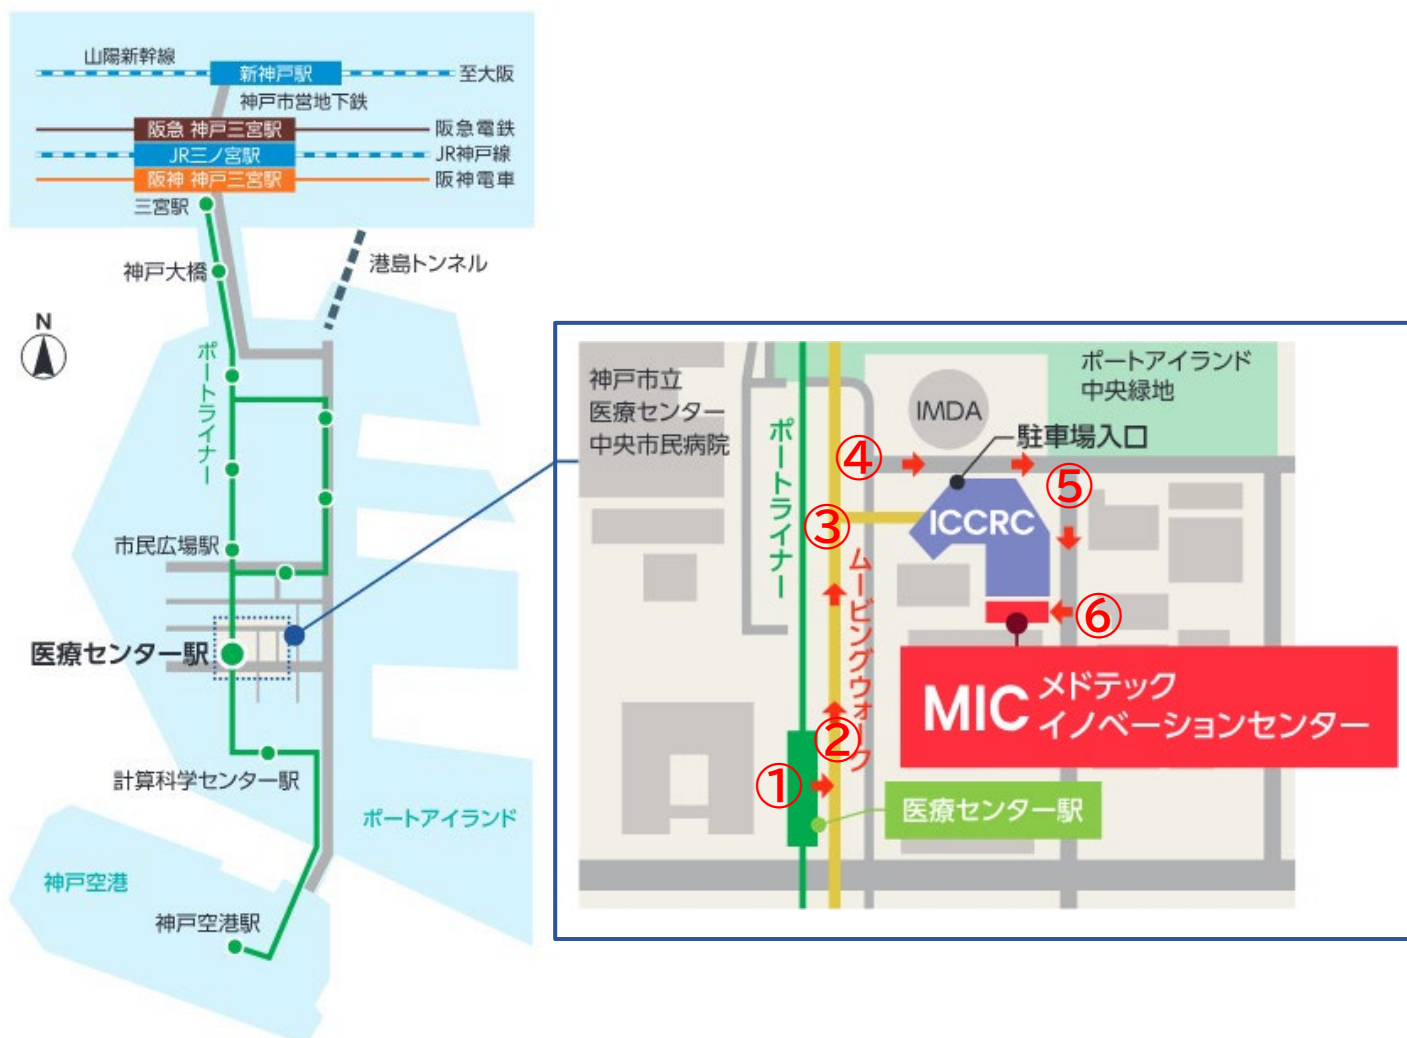 山陽新幹線
新神戸駅
至大阪
神戸市営地下鉄
阪急 神戸三宮駅
阪急電鉄
JR三ノ宮駅
JR神戸線
阪神 神戸三宮駅
阪神電車
三宮駅
神戸大橋
港島トンネル
N
ポートライナー
市民広場駅
医療センター駅
計算科学センター駅
ポートアイランド
神戸空港
神戸空港駅
神戸市立
医療センター
中央市民病院
ポートライナー
IMDA
ポートアイランド
中央緑地
駐車場入口
④
⑤
③
ICCRC
ムービングウォーク
⑥
MIC メドテック
イノベーションセンター
②
①
医療センター駅